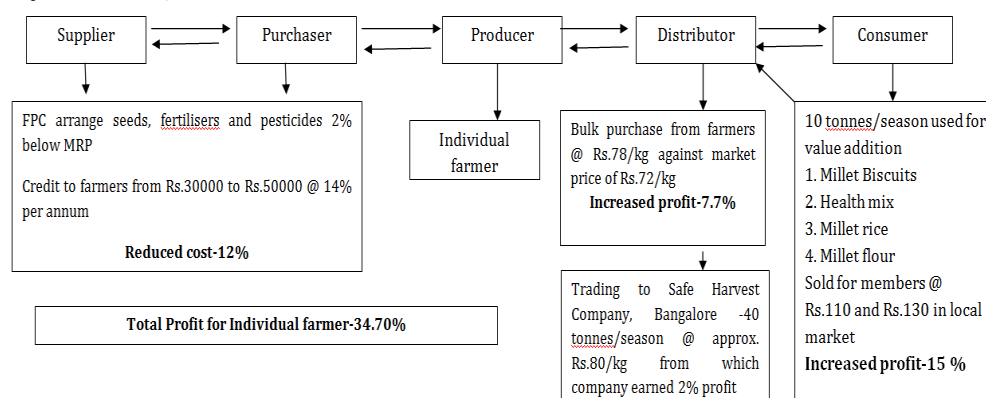 Supplier
Purchaser
Producer
Distributor
Consumer
FPC arrange seeds, fertilisers and pesticides 2%
below MRP
Credit to farmers from Rs.30000 to Rs.50000 @ 14%
per annum
Reduced cost-12%
Individual
farmer
Bulk purchase from farmers
@ Rs.78/kg against market
price of Rs.72/kg
Increased profit-7.7%
10 tonnes/season used for
value addition
1. Millet Biscuits
2. Health mix
3. Millet rice
4. Millet flour
Sold for members @
Rs.110 and Rs.130 in local
market
Increased profit-15 %
Trading to Safe Harvest
Company, Bangalore -40
tonnes/season @ approx.
Rs.80/kg from which
company earned 2% profit
Total Profit for Individual farmer-34.70%